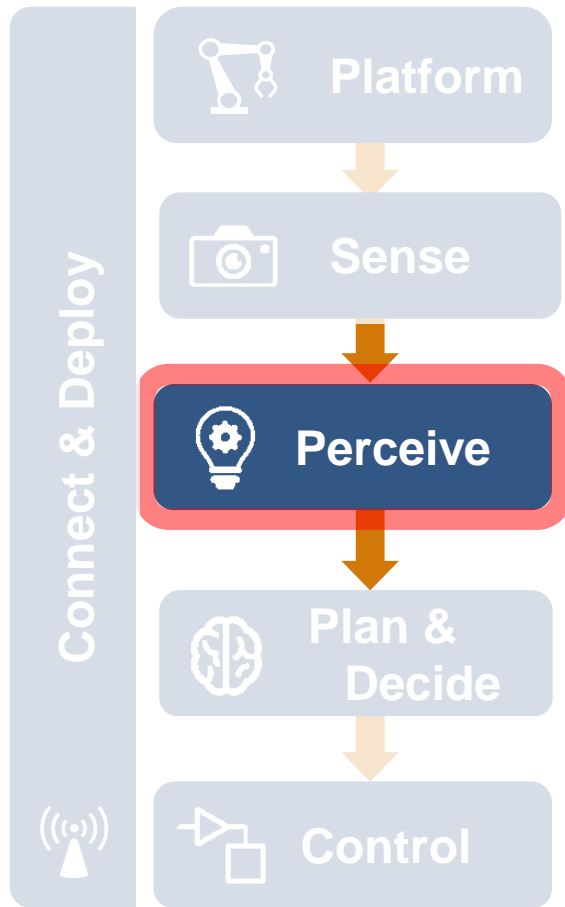 Connect & Deploy
Platform
Sense
Perceive
Plan &
Decide
Control